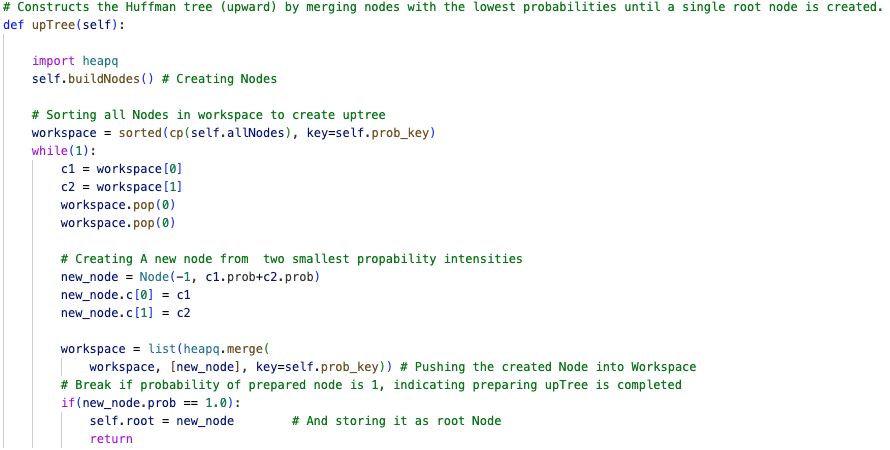 # Constructs the Huffman tree (upward) by merging nodes with the lowest probabilities until a single root node is created.
def upTree(self):
    import heapq
    self.buildNodes() # Creating Nodes
    # Sorting all Nodes in workspace to create uptree
    workspace = sorted(cp(self.allNodes), key=self.prob_key)
    while(1):
        c1 = workspace[0]
        c2 = workspace[1]
        workspace.pop(0)
        workspace.pop(0)
        # Creating A new node from  two smallest propability intensities
        new_node = Node(-1, c1.prob+c2.prob)
        new_node.c[0] = c1
        new_node.c[1] = c2
        workspace = list(heapq.merge(
            workspace, [new_node], key=self.prob_key)) # Pushing the created Node into Workspace
        # Break if probability of prepared node is 1, indicating preparing upTree is completed
        if(new_node.prob == 1.0):
            self.root = new_node        # And storing it as root Node
            return